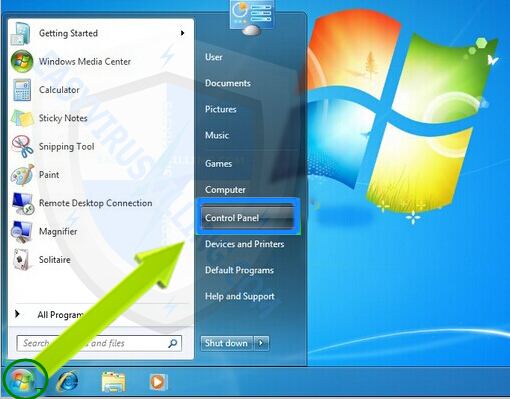 Getting Started
Windows Media Center
Calculator
Sticky Notes
Snipping Tool
Paint
Remote Desktop Connection
Magnifier
Solitaire
All Program
Search and files
User
Documents
Pictures
Music
Games
Computer
Control Panel
Devices and Printers
Default Programs
Help and Support
Shut down